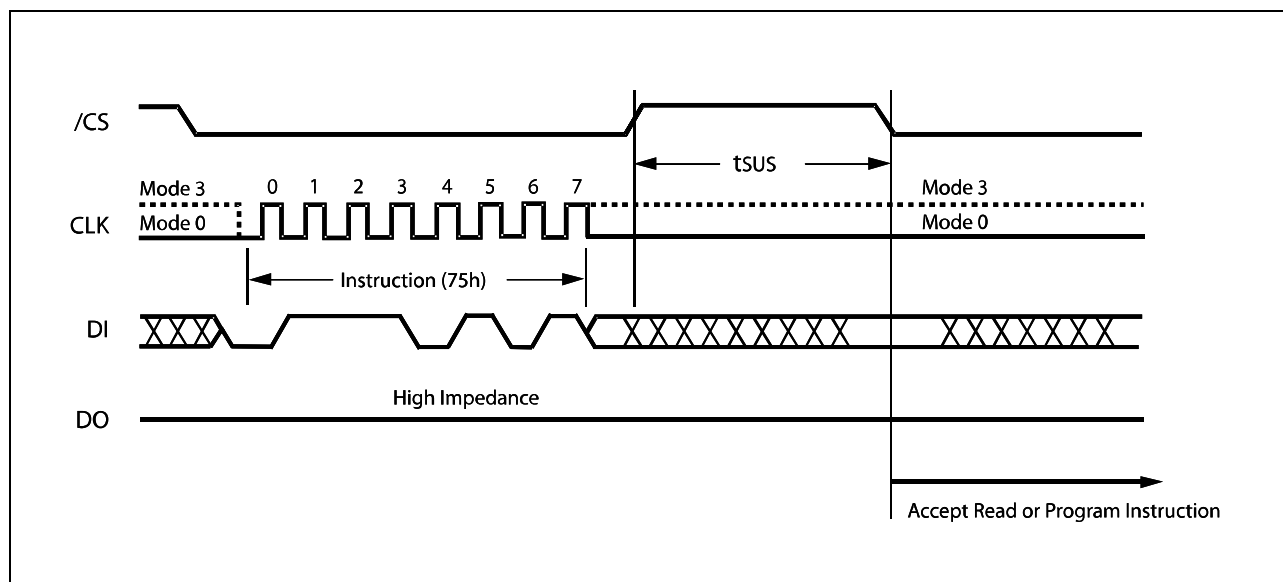 /CS
tSUS
Mode 3
0 1 2 3 4 5 6 7
Mode 3
CLK
Mode 0
Mode 0
Instruction (75h)
DI
High Impedance
DO
Accept Read or Program Instruction